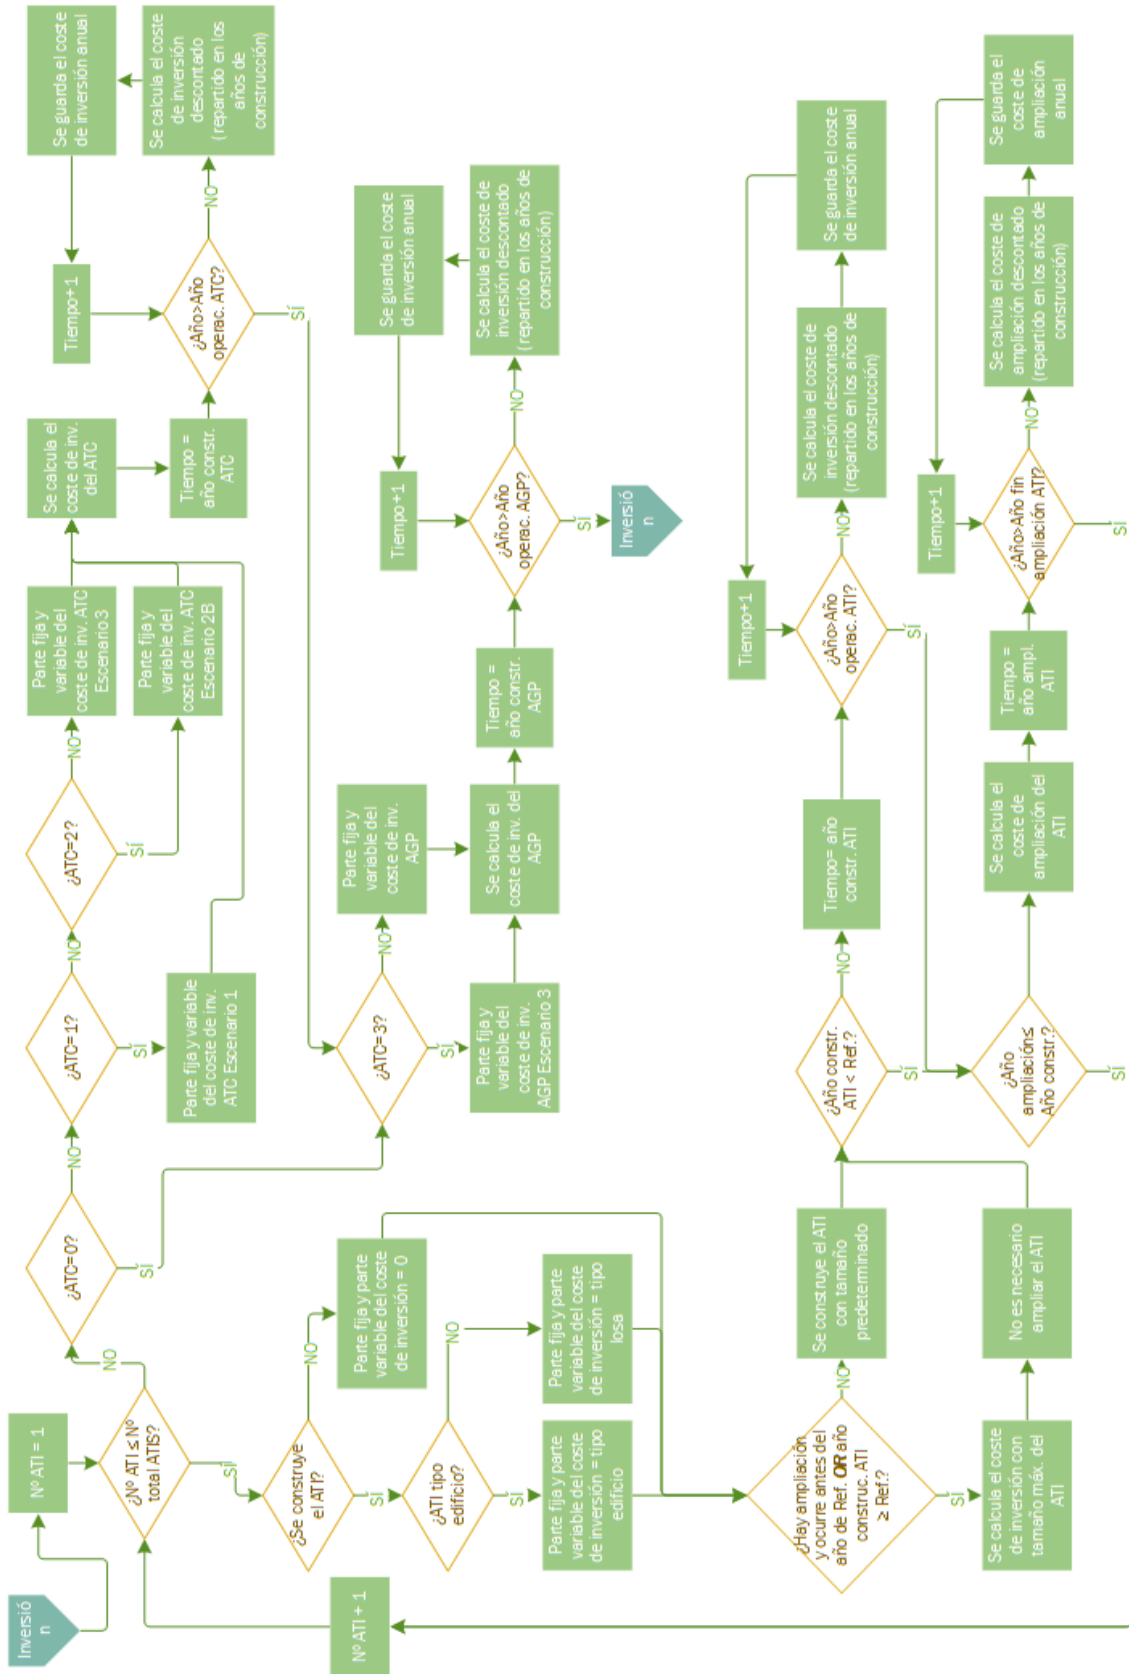 Inversió
n
Nº ATI = 1
¿Nº ATI ≤ Nº
total ATIS?
NO
SÍ
¿ATC=0?
NO
SÍ
¿ATC=1?
NO
SÍ
¿ATC=2?
NO
SÍ
Parte fija y
variable del
coste de inv. ATC
Escenario 3
Parte fija y
variable del
coste de inv. ATC
Escenario 2B
Parte fija y variable
del coste de inv.
ATC Escenario 1
Se calcula el
coste de inv.
del ATC
Tiempo =
año constr.
ATC
Tiempo+ 1
¿Año>Año
operac. ATC?
NO
SÍ
Se calcula el coste
de inversión
descontado
(repartido en los
años de
construcción)
Se guarda el coste
de inversión anual
¿ATC=3?
NO
SÍ
Parte fija y
variable del
coste de inv.
AGP
Parte fija y
variable del
coste de inv.
AGP Escenario 3
Se calcula el
coste de inv. del
AGP
Tiempo =
año constr.
AGP
Tiempo+1
¿Año>Año
operac. AGP?
NO
SÍ
Se calcula el coste de
inversión descontado
(repartido en los años de
construcción)
Se guarda el coste
de inversión anual
Inversió
n
¿Se construye
el ATI?
NO
SÍ
Parte fija y parte
variable del coste
de inversión = 0
¿ATI tipo
edificio?
NO
SÍ
Parte fija y parte
variable del coste
de inversión = tipo
losa
Parte fija y parte
variable del coste
de inversión = tipo
edificio
Nº ATI + 1
¿Hay ampliación
y ocurre antes del
año de Ref. OR año
construc. ATI
≥ Ref.?
NO
SÍ
Se construye el ATI
con tamaño
predeterminado
Se calcula el coste
de inversión con
tamaño máx. del
ATI
No es necesario
ampliar el ATI
¿Año constr.
ATI < Ref.?
NO
SÍ
Tiempo= año
constr. ATI
Tiempo+1
¿Año>Año
operac. ATI?
NO
SÍ
Se calcula el coste de
inversión descontado
(repartido en los años de
construcción)
Se guarda el coste
de inversión anual
¿Año
ampliación≤
Año constr.?
SÍ
Se calcula el
coste de
ampliación del
ATI
Tiempo =
año ampl.
ATI
Tiempo+1
¿Año>Año fin
ampliación ATI?
NO
SÍ
Se calcula el coste de
ampliación descontado
(repartido en los años de
construcción)
Se guarda el
coste de
ampliación
anual